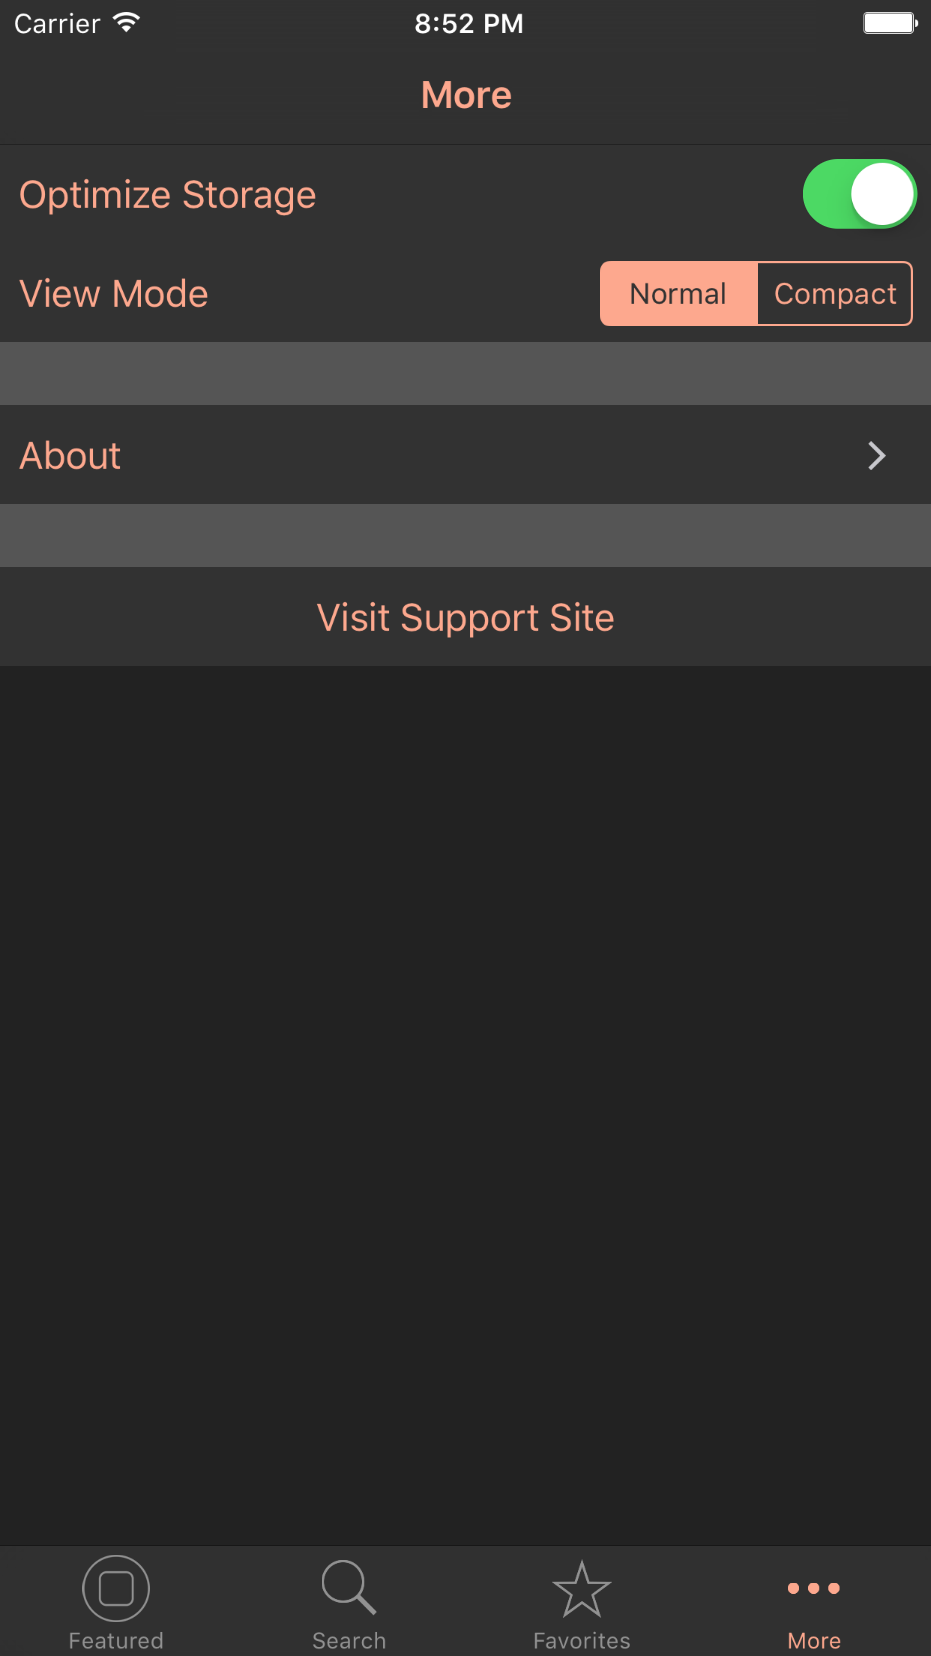 Carrier 8:52 PM
More
Optimize Storage
View Mode Normal Compact
About
Visit Support Site
Featured Search Favorites More